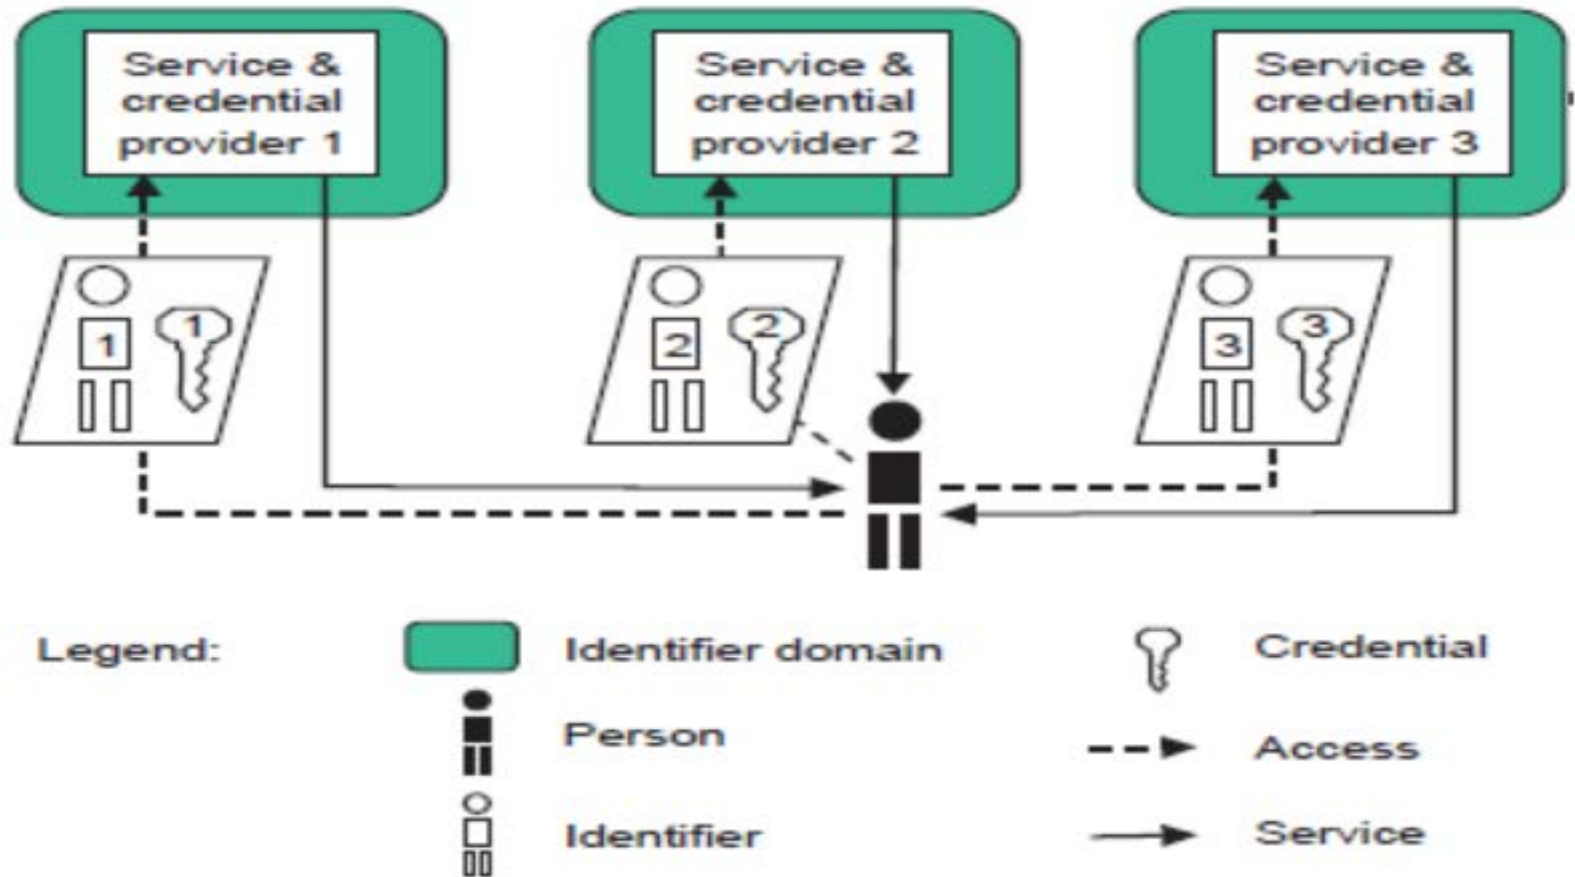 Service &
credential
provider 1
Service &
credential
provider 2
Service &
credential
provider 3
1
1
2
2
3
3
Legend:
Identifier domain
Credential
Person
Access
Identifier
Service